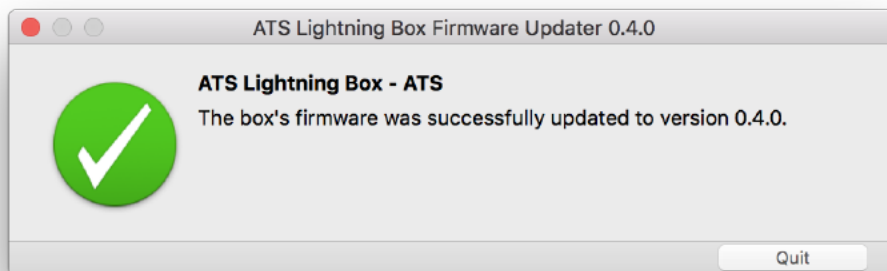 ATS Lightning Box Firmware Updater 0.4.0
ATS Lightning Box - ATS
The box's firmware was successfully updated to version 0.4.0.
Quit